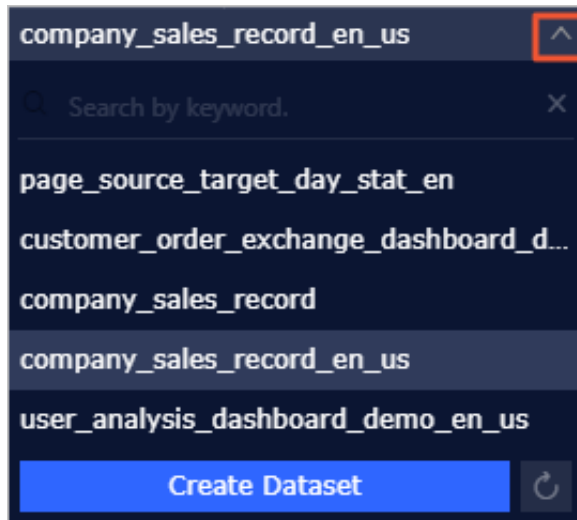 company_sales_record_en_us
Search by keyword.
page_source_target_day_stat_en
customer_order_exchange_dashboard_d...
company_sales_record
company_sales_record_en_us
user_analysis_dashboard_demo_en_us
Create Dataset